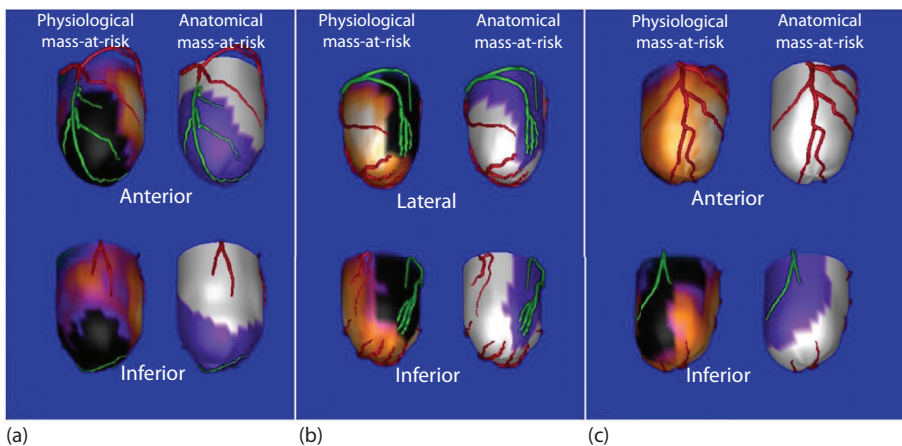 Physiological
mass-at-risk
Anatomical
mass-at-risk
Anterior
Inferior
(a)
Physiological
mass-at-risk
Anatomical
mass-at-risk
Lateral
Inferior
(b)
Physiological
mass-at-risk
Anatomical
mass-at-risk
Anterior
Inferior
(c)